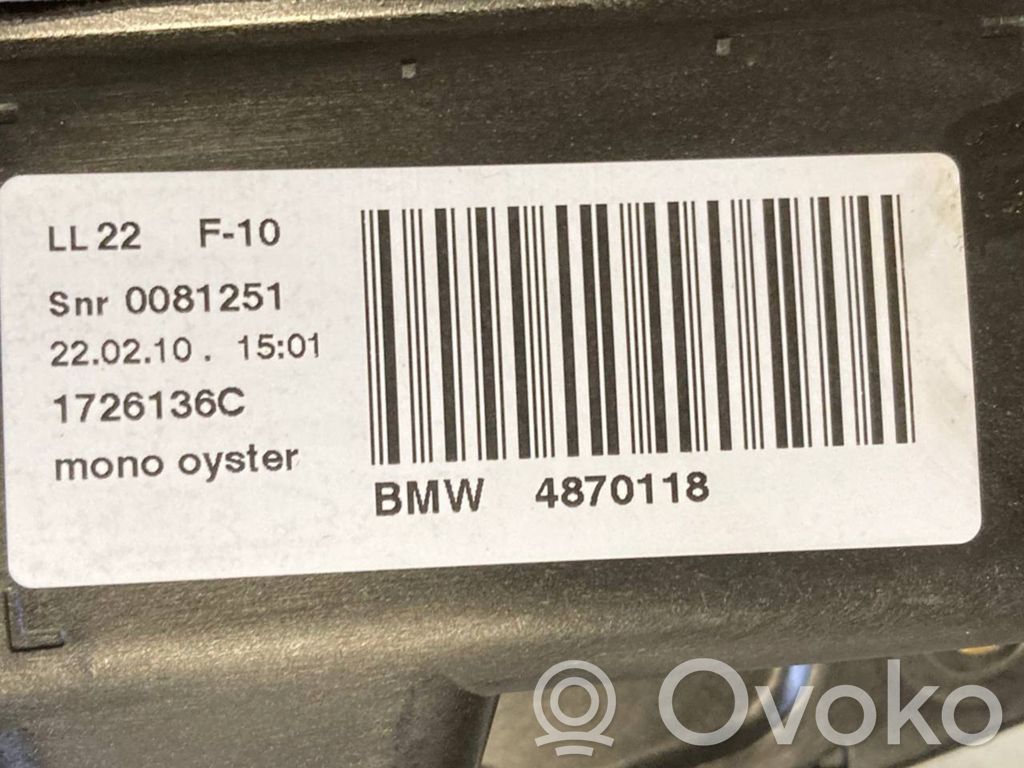 LL 22 F-10
Snr 0081251
22.02.10 . 15:01
1726136C
mono oyster
BMW 4870118
Ovoko